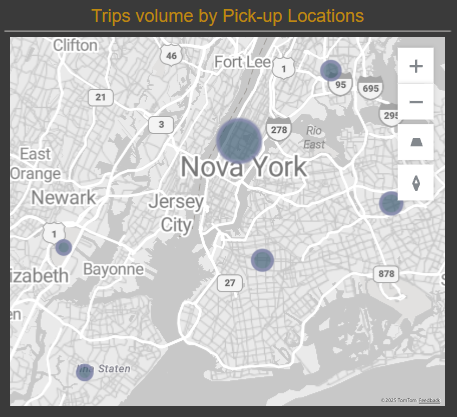 Trips volume by Pick-up Locations
Clifton
46
Fort Lee
1
95
695
21
3
278
295
Rio
East
East
Orange
Nova York
Newark
Jersey
City
1
izabeth
Bayonne
27
878
en
Staten
©2025 TomTom Feedback